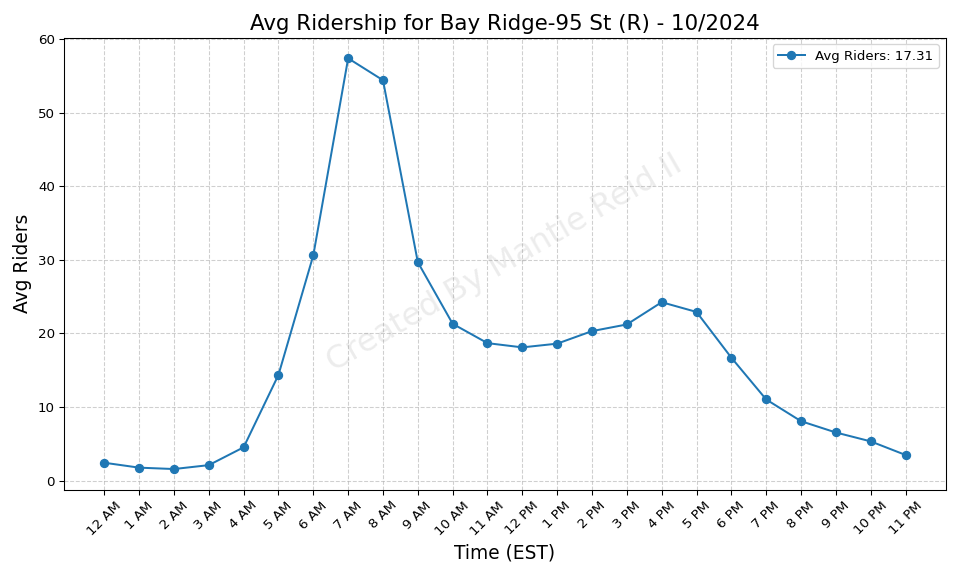 Avg Ridership for Bay Ridge-95 St (R) - 10/2024
Avg Riders: 17.31
60
50
40
30
20
10
0
Avg Riders
Created By Mantie Reid II
12 AM
1 AM
2 AM
3 AM
4 AM
5 AM
6 AM
7 AM
8 AM
9 AM
10 AM
11 AM
12 PM
1 PM
2 PM
3 PM
4 PM
5 PM
6 PM
7 PM
8 PM
9 PM
10 PM
11 PM
Time (EST)